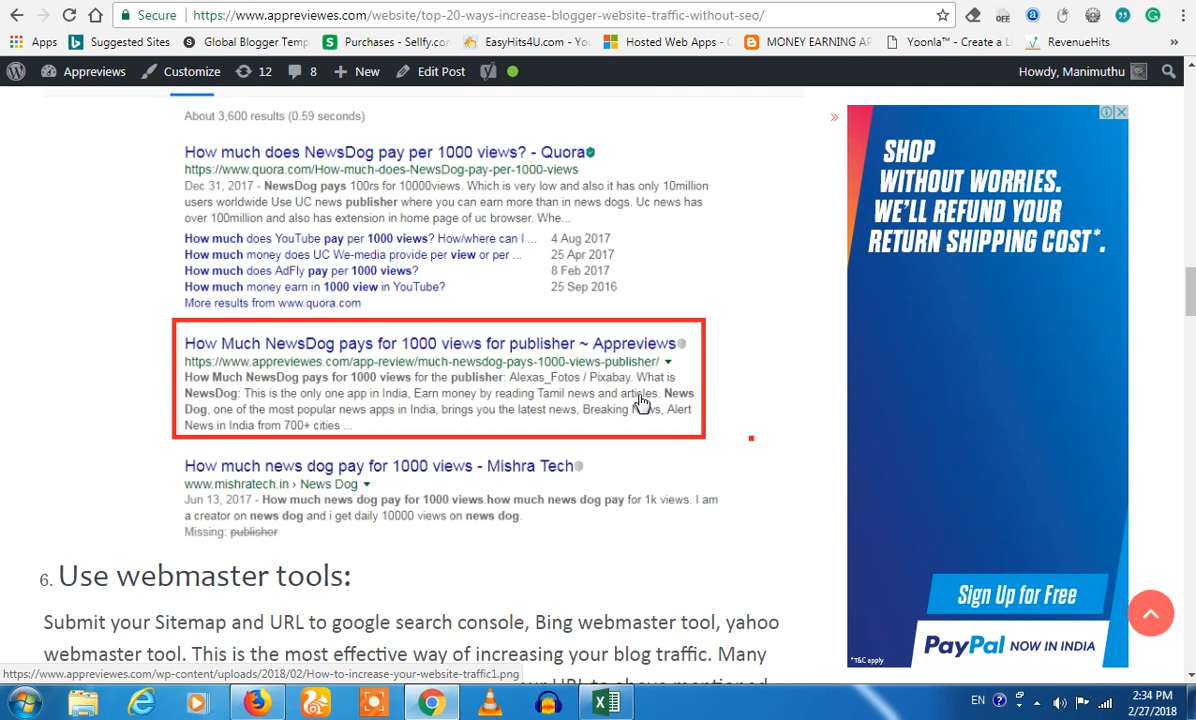 Secure https://www.appreviewes.com/website/top-20-ways-increase-blogger-website-traffic-without-seo/
OFF
Apps Suggested Sites Global Blogger Temp Purchases - Sellfy.con EasyHits4U.com - You Hosted Web Apps - MONEY EARNING AP Yoonla™ - Create a Li RevenueHits »
Appreviews Customize 12 8 New Edit Post Howdy, Manimuthu
About 3,600 results (0.59 seconds)
How much does NewsDog pay per 1000 views? - Quora
https://www.quora.com/How-much-does-NewsDog-pay-per-1000-views
Dec 31, 2017 - NewsDog pays 100rs for 10000views. Which is very low and also it has only 10million
users worldwide Use UC news publisher where you can earn more than in news dogs. Uc news has
over 100million and also has extension in home page of uc browser. Whe...
How much does YouTube pay per 1000 views? How/where can I ... 4 Aug 2017
How much money does UC We-media provide per view or per ... 25 Apr 2017
How much does AdFly pay per 1000 views? 8 Feb 2017
How much money earn in 1000 view in YouTube? 25 Sep 2016
More results from www.quora.com
How Much NewsDog pays for 1000 views for publisher ~ Appreviews
https://www.appreviewes.com/app-review/much-newsdog-pays-1000-views-publisher/
How Much NewsDog pays for 1000 views for the publisher: Alexas_Fotos / Pixabay. What is
NewsDog: This is the only one app in India, Earn money by reading Tamil news and articles. News
Dog, one of the most popular news apps in India, brings you the latest news, Breaking News, Alert
News in India from 700+ cities ...
How much news dog pay for 1000 views - Mishra Tech
www.mishratech.in › News Dog
Jun 13, 2017 - How much news dog pay for 1000 views.how much news dog pay for 1k views. I am
a creator on news dog and i get daily 10000 views on news dog.
Missing: publisher
6. Use webmaster tools:
Submit your Sitemap and URL to google search console, Bing webmaster tool, yahoo
webmaster tool. This is the most effective way of increasing your blog traffic. Many
https://www.appreviewes.com/wp-content/uploads/2018/02/How-to-increase-your-website-traffic1.png
»
SHOP
WITHOUT WORRIES.
WE'LL REFUND YOUR
RETURN SHIPPING COST*.
Sign Up for Free
PayPal NOW IN INDIA
*T&C apply
EN
2:34 PM
2/27/2018